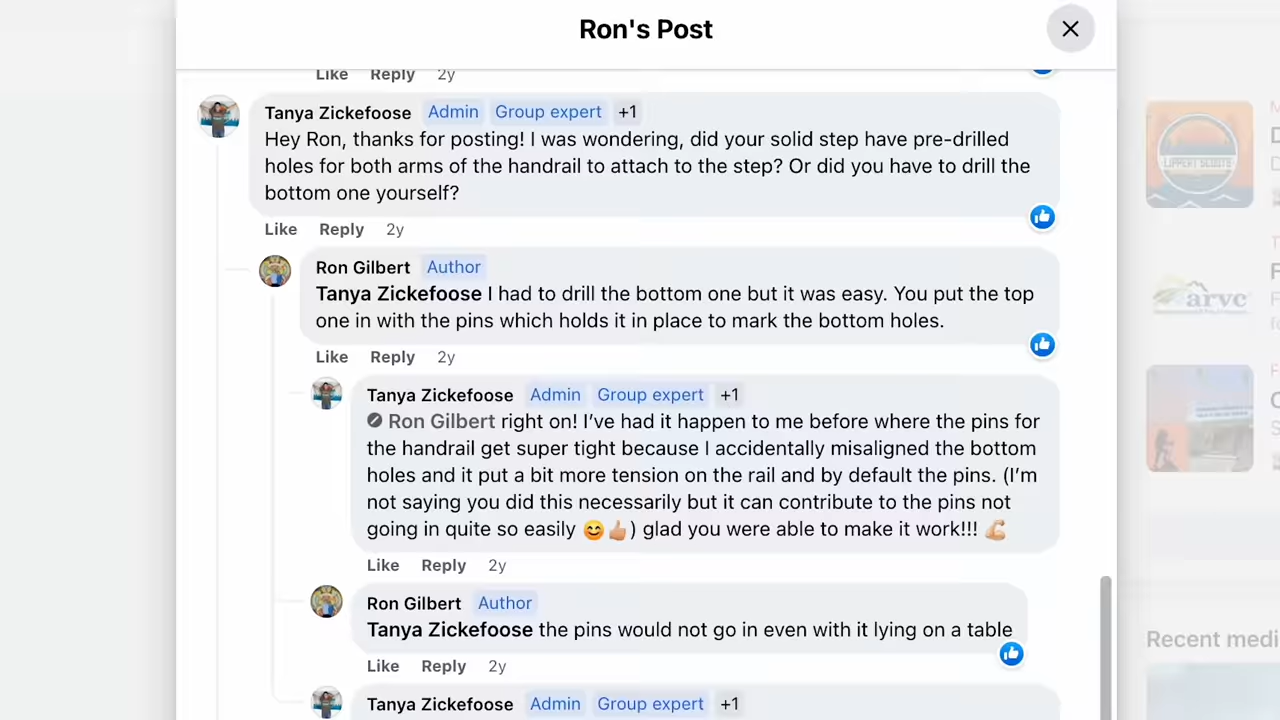 Ron's Post
Like Reply 2y
Tanya Zickefoose Admin Group expert +1
Hey Ron, thanks for posting! I was wondering, did your solid step have pre-drilled
holes for both arms of the handrail to attach to the step? Or did you have to drill the
bottom one yourself?
Like Reply 2y
Ron Gilbert Author
Tanya Zickefoose I had to drill the bottom one but it was easy. You put the top
one in with the pins which holds it in place to mark the bottom holes.
Like Reply 2y
Tanya Zickefoose Admin Group expert +1
Ron Gilbert right on! I’ve had it happen to me before where the pins for
the handrail get super tight because I accidentally misaligned the bottom
holes and it put a bit more tension on the rail and by default the pins. (I’m
not saying you did this necessarily but it can contribute to the pins not
going in quite so easily 😊👍🏼) glad you were able to make it work!!! 💪🏼
Like Reply 2y
Ron Gilbert Author
Tanya Zickefoose the pins would not go in even with it lying on a table
Like Reply 2y
Tanya Zickefoose Admin Group expert +1
LIPPERT SCOUTS
arvc
Recent medi